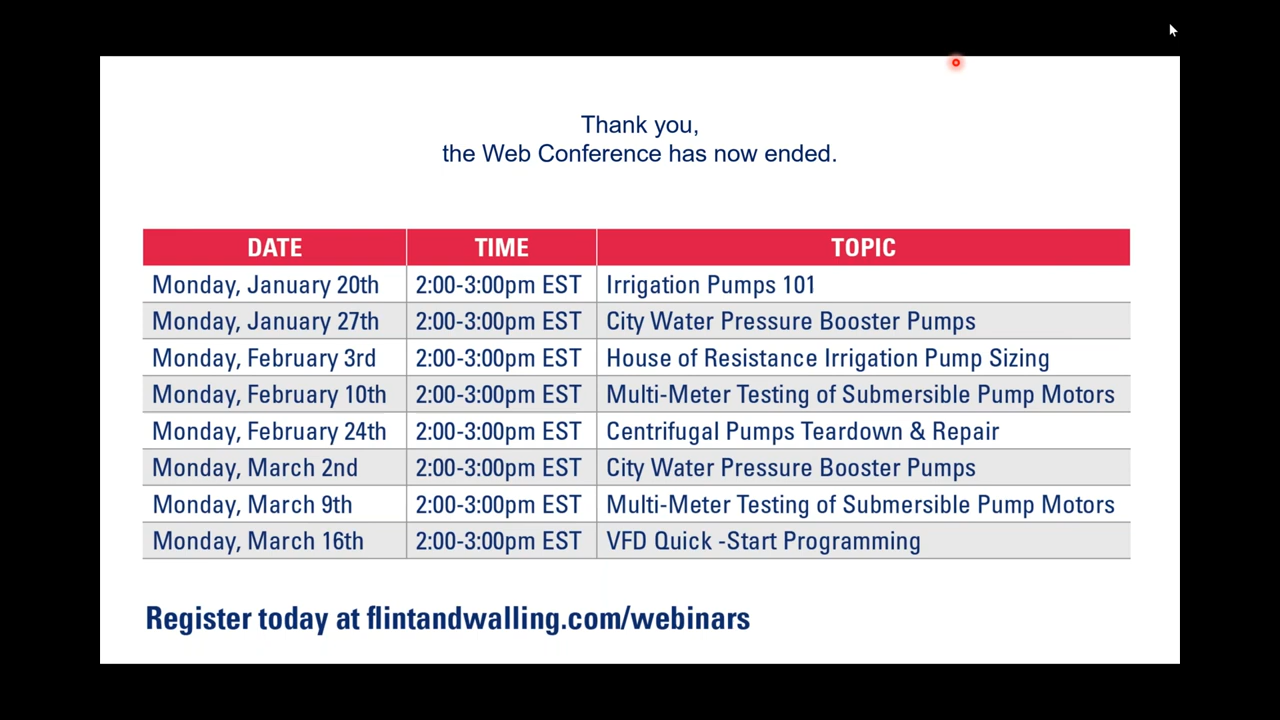 Thank you,
the Web Conference has now ended.
DATE TIME TOPIC
Monday, January 20th 2:00-3:00pm EST Irrigation Pumps 101
Monday, January 27th 2:00-3:00pm EST City Water Pressure Booster Pumps
Monday, February 3rd 2:00-3:00pm EST House of Resistance Irrigation Pump Sizing
Monday, February 10th 2:00-3:00pm EST Multi-Meter Testing of Submersible Pump Motors
Monday, February 24th 2:00-3:00pm EST Centrifugal Pumps Teardown & Repair
Monday, March 2nd 2:00-3:00pm EST City Water Pressure Booster Pumps
Monday, March 9th 2:00-3:00pm EST Multi-Meter Testing of Submersible Pump Motors
Monday, March 16th 2:00-3:00pm EST VFD Quick -Start Programming
Register today at flintandwalling.com/webinars